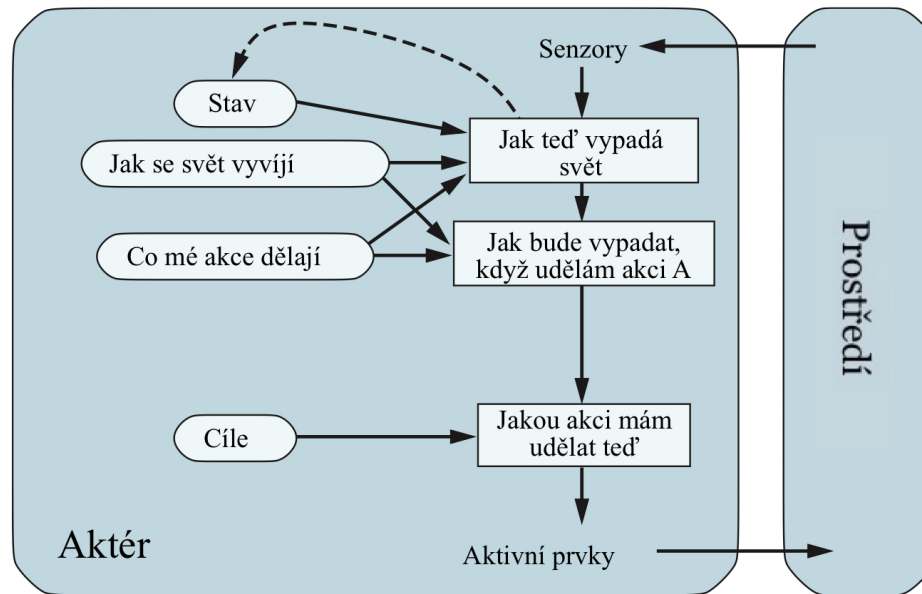 Senzory
Stav
Jak teď vypadá
svět
Jak se svět vyvíjí
Co mé akce dělají
Jak bude vypadat,
když udělám akci A
Cíle
Jakou akci mám
udělat teď
Aktér
Aktivní prvky
Prostředí